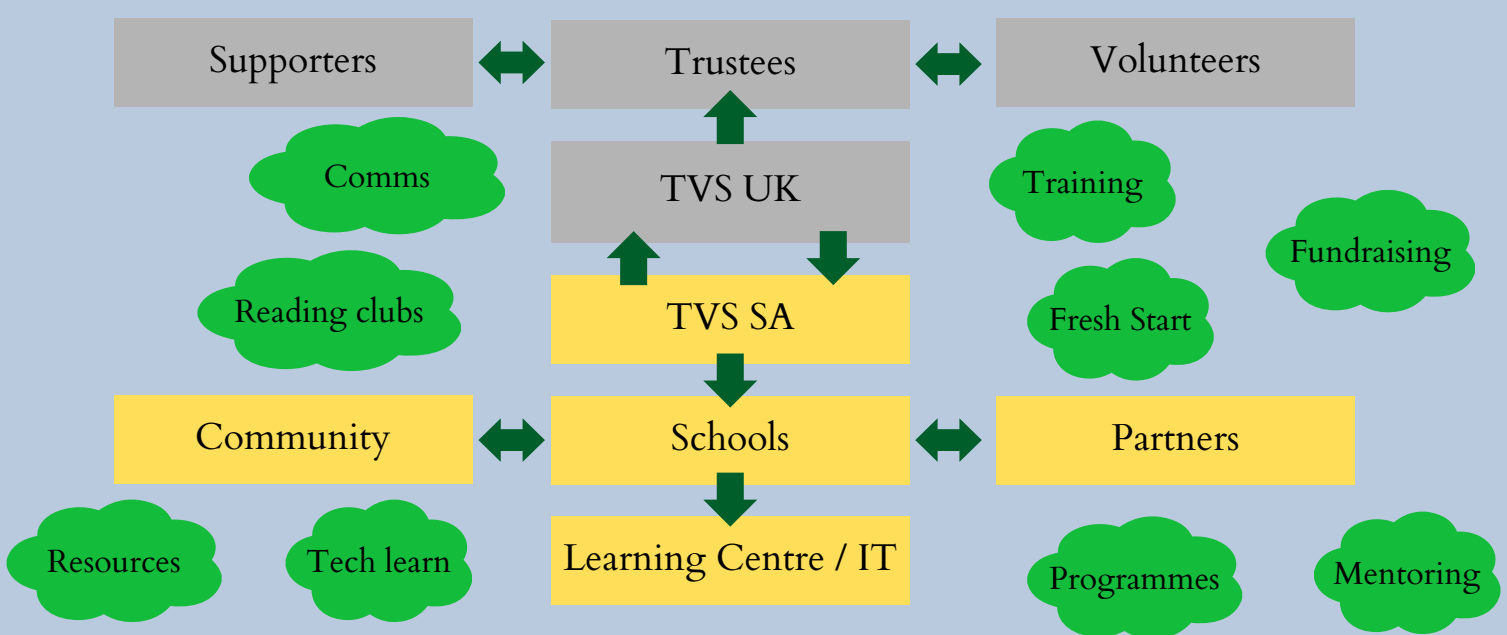 Supporters
Trustees
Volunteers
Comms
TVS UK
Training
Fundraising
Reading clubs
TVS SA
Fresh Start
Community
Schools
Partners
Resources
Tech learn
Learning Centre / IT
Programmes
Mentoring